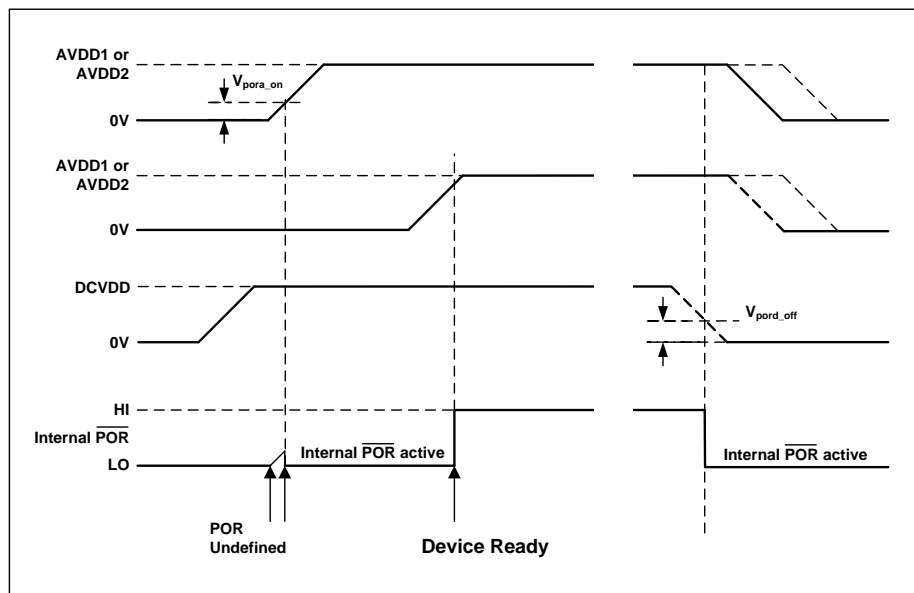 AVDD1 or
AVDD2
Vpora_on
0V
AVDD1 or
AVDD2
0V
DCVDD
Vpord_off
0V
HI
Internal POR
Internal POR active
LO
Internal POR active
POR
Undefined
Device Ready